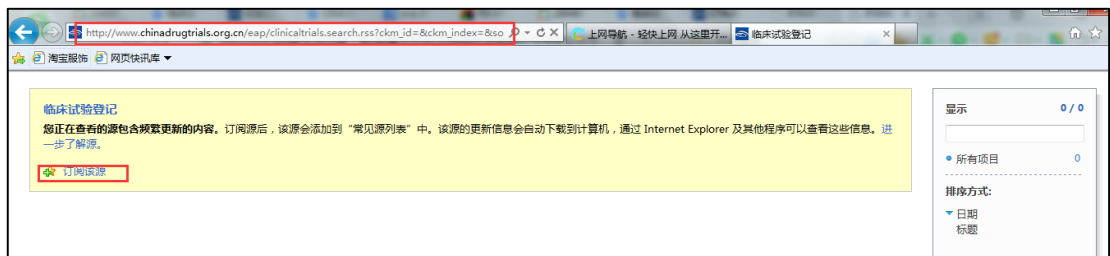 http://www.chinadrugtrials.org.cn/eap/clinicaltrials.search.rss?ckm_id=&ckm_index=&so
上网导航 - 轻快上网 从这里开...
临床试验登记
淘宝服饰
网页快讯库
临床试验登记
您正在查看的源包含频繁更新的内容。订阅源后，该源会添加到“常见源列表”中。该源的更新信息会自动下载到计算机，通过 Internet Explorer 及其他程序可以查看这些信息。进
一步了解源。
订阅该源
显示 0 / 0
所有项目 0
排序方式:
日期
标题